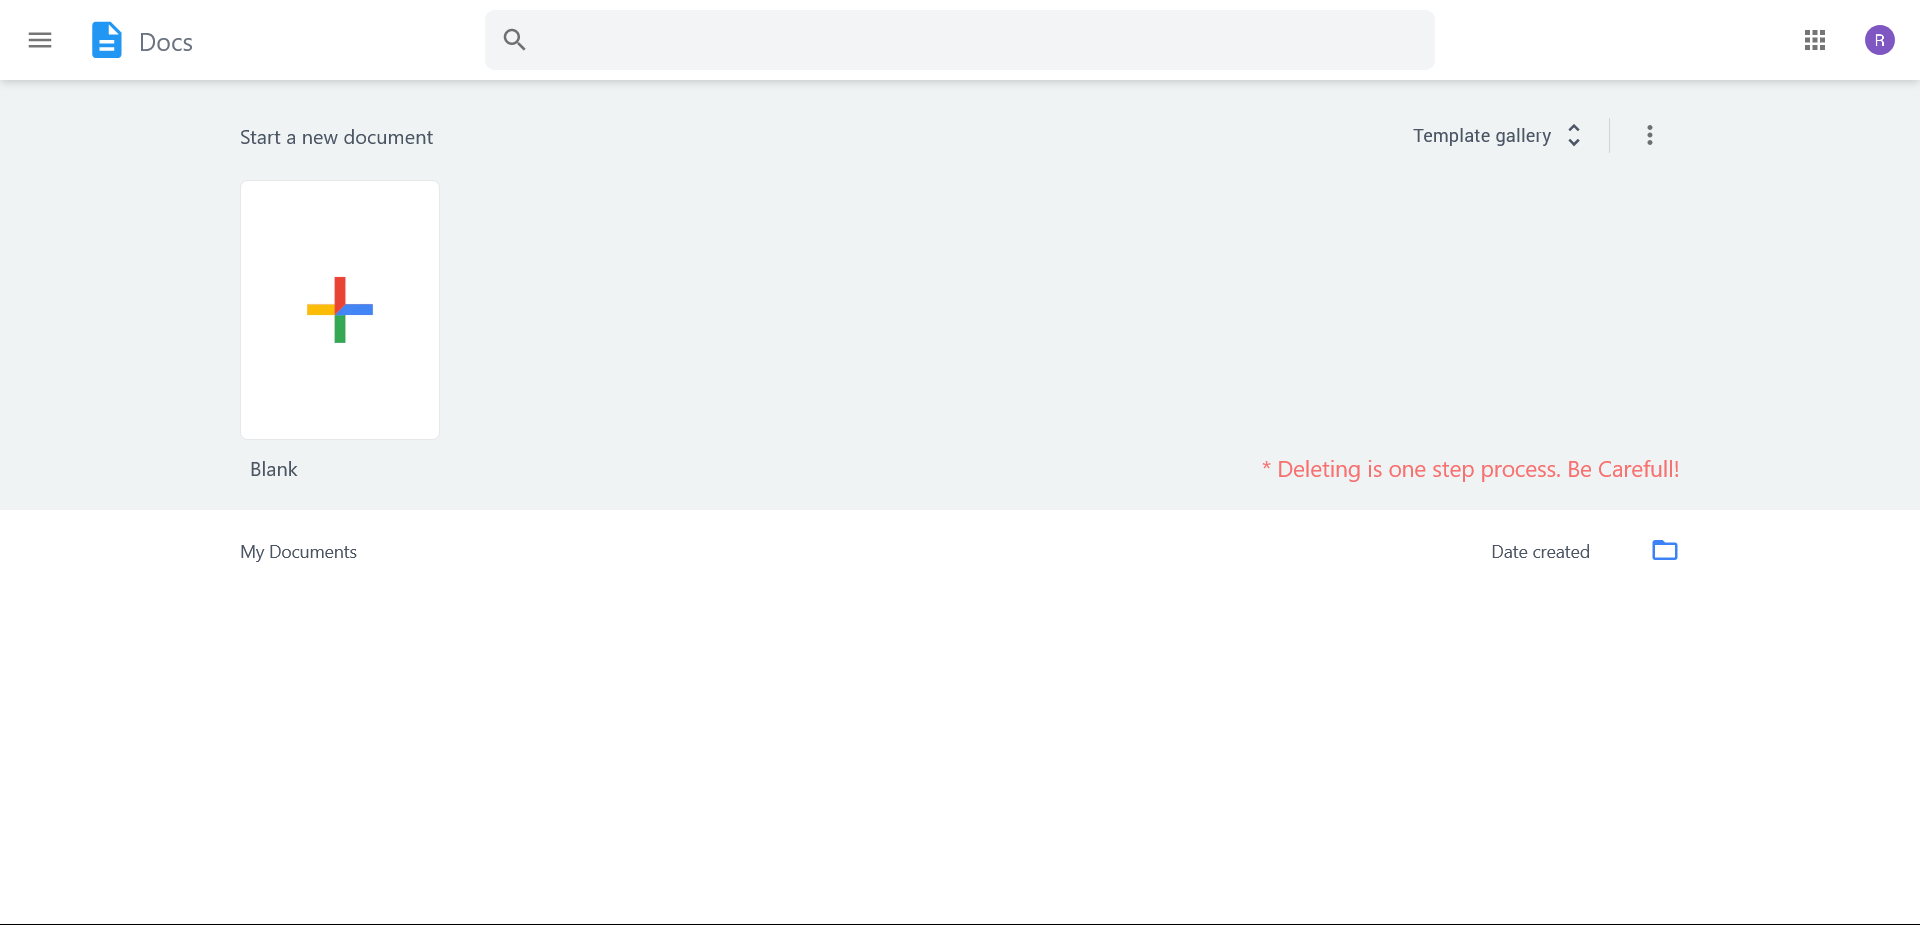 Docs
R
Start a new document
Template gallery
Blank
* Deleting is one step process. Be Carefull!
My Documents
Date created